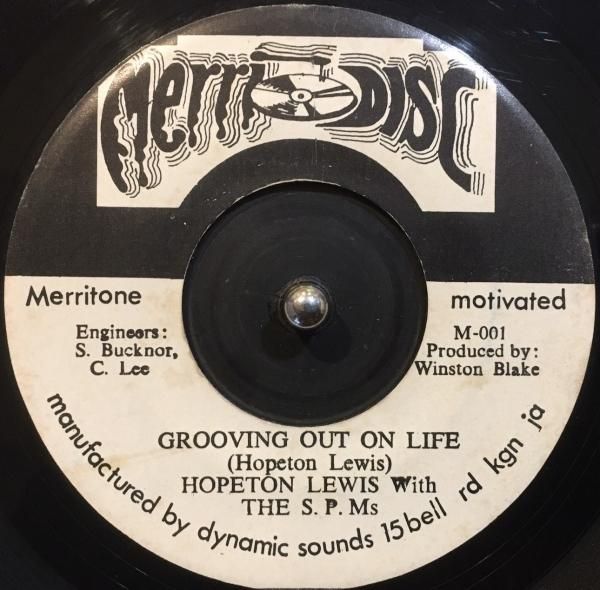 Merri Disc
Merritone
motivated
Engineers:
S. Bucknor,
C. Lee
M-001
Produced by:
Winston Blake
GROOVING OUT ON LIFE
(Hopeton Lewis)
HOPETON LEWIS With
THE S. P. Ms
manufactured by dynamic sounds 15 bell rd kgn ja